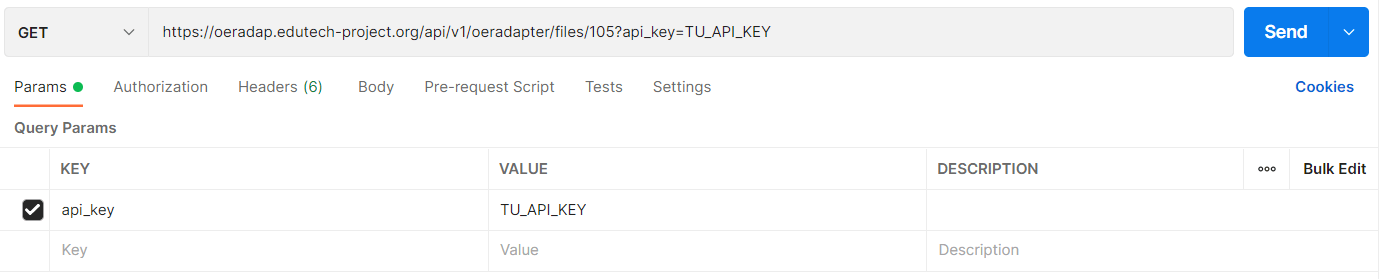 GET https://oeradap.edutech-project.org/api/v1/oeradapter/files/105?api_key=TU_API_KEY Send
Params Authorization Headers (6) Body Pre-request Script Tests Settings Cookies
Query Params
KEY VALUE DESCRIPTION ooo Bulk Edit
api_key TU_API_KEY
Key Value Description